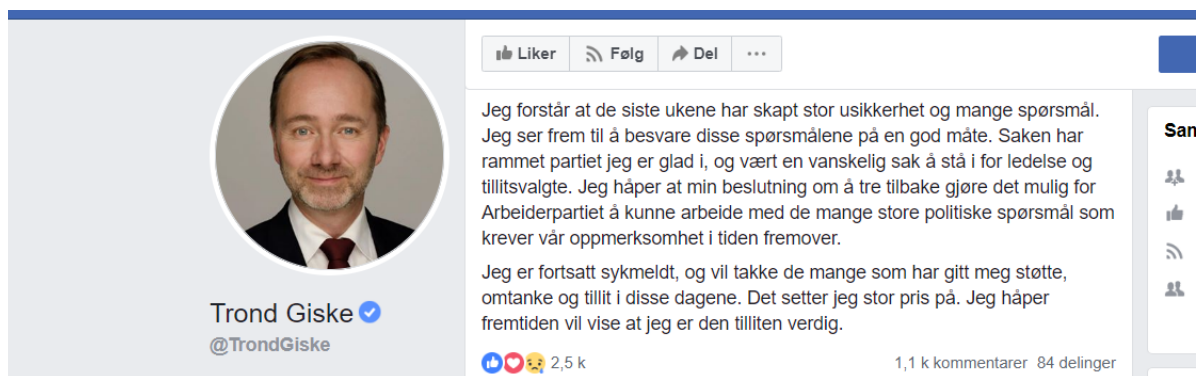 Liker Følg Del ...
Jeg forstår at de siste ukene har skapt stor usikkerhet og mange spørsmål.
Jeg ser frem til å besvare disse spørsmålene på en god måte. Saken har
rammet partiet jeg er glad i, og vært en vanskelig sak å stå i for ledelse og
tillitsvalgte. Jeg håper at min beslutning om å tre tilbake gjøre det mulig for
Arbeiderpartiet å kunne arbeide med de mange store politiske spørsmål som
krever vår oppmerksomhet i tiden fremover.
Jeg er fortsatt sykmeldt, og vil takke de mange som har gitt meg støtte,
omtanke og tillit i disse dagene. Det setter jeg stor pris på. Jeg håper
fremtiden vil vise at jeg er den tilliten verdig.
2,5 k 1,1 k kommentarer 84 delinger
Trond Giske
@TrondGiske